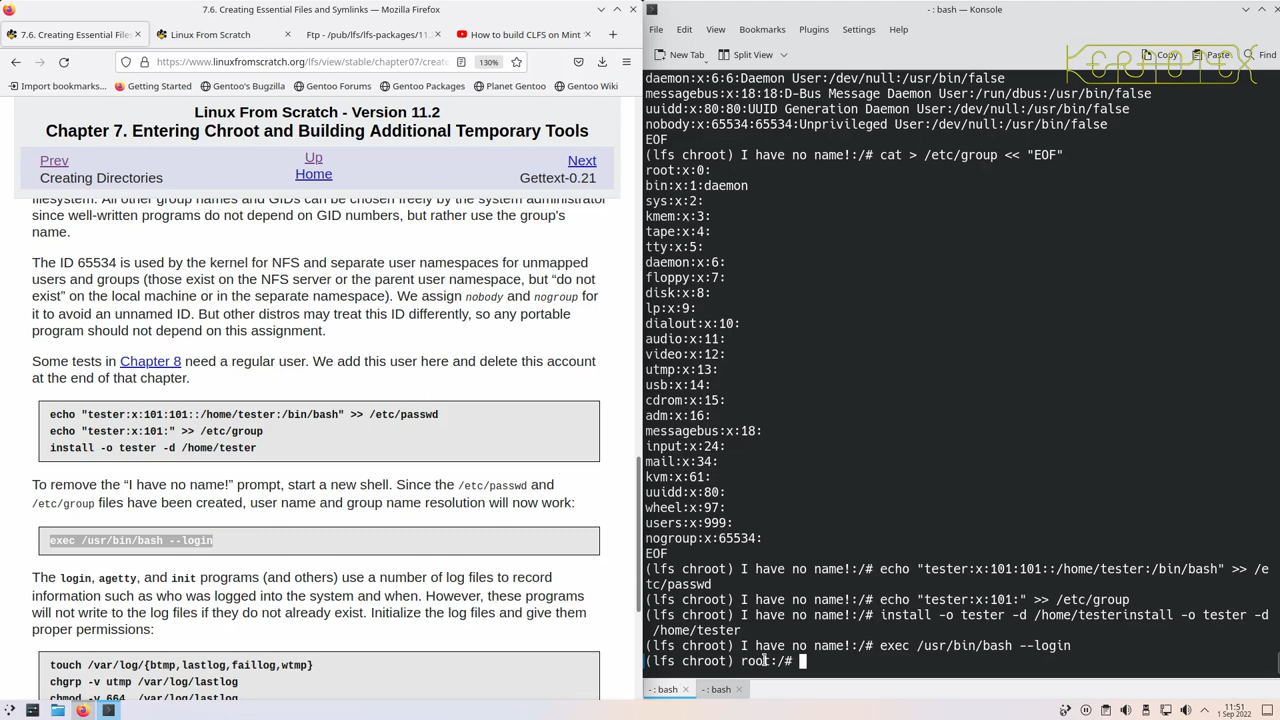 7.6. Creating Essential Files and Symlinks — Mozilla Firefox
7.6. Creating Essential Files
Linux From Scratch
Ftp - /pub/lfs/lfs-packages/11.
How to build CLFS on Mint
https://www.linuxfromscratch.org/lfs/view/stable/chapter07/creat
130%
Import bookmarks...
Getting Started
Gentoo's Bugzilla
Gentoo Forums
Gentoo Packages
Planet Gentoo
Gentoo Wiki
Linux From Scratch - Version 11.2
Chapter 7. Entering Chroot and Building Additional Temporary Tools
Prev
Up
Next
Creating Directories
Home
Gettext-0.21
filesystem. All other group names and GIDs can be chosen freely by the system administrator
since well-written programs do not depend on GID numbers, but rather use the group's
name.
The ID 65534 is used by the kernel for NFS and separate user namespaces for unmapped
users and groups (those exist on the NFS server or the parent user namespace, but “do not
exist” on the local machine or in the separate namespace). We assign nobody and nogroup for
it to avoid an unnamed ID. But other distros may treat this ID differently, so any portable
program should not depend on this assignment.
Some tests in Chapter 8 need a regular user. We add this user here and delete this account
at the end of that chapter.
echo "tester:x:101:101::/home/tester:/bin/bash" >> /etc/passwd
echo "tester:x:101:" >> /etc/group
install -o tester -d /home/tester
To remove the “I have no name!” prompt, start a new shell. Since the /etc/passwd and
/etc/group files have been created, user name and group name resolution will now work:
exec /usr/bin/bash --login
The login, agetty, and init programs (and others) use a number of log files to record
information such as who was logged into the system and when. However, these programs
will not write to the log files if they do not already exist. Initialize the log files and give them
proper permissions:
touch /var/log/{btmp,lastlog,faillog,wtmp}
chgrp -v utmp /var/log/lastlog
chmod -v 664 /var/log/lastlog
- : bash — Konsole
File Edit View Bookmarks Plugins Settings Help
New Tab
Split View
Copy
Paste
Find
KERNOTEX
daemon:x:6:6:Daemon User:/dev/null:/usr/bin/false
messagebus:x:18:18:D-Bus Message Daemon User:/run/dbus:/usr/bin/false
uuidd:x:80:80:UUID Generation Daemon User:/dev/null:/usr/bin/false
nobody:x:65534:65534:Unprivileged User:/dev/null:/usr/bin/false
EOF
(lfs chroot) I have no name!:/# cat > /etc/group << "EOF"
root:x:0:
bin:x:1:daemon
sys:x:2:
kmem:x:3:
tape:x:4:
tty:x:5:
daemon:x:6:
floppy:x:7:
disk:x:8:
lp:x:9:
dialout:x:10:
audio:x:11:
video:x:12:
utmp:x:13:
usb:x:14:
cdrom:x:15:
adm:x:16:
messagebus:x:18:
input:x:24:
mail:x:34:
kvm:x:61:
uuidd:x:80:
wheel:x:97:
users:x:999:
nogroup:x:65534:
EOF
(lfs chroot) I have no name!:/# echo "tester:x:101:101::/home/tester:/bin/bash" >> /e
tc/passwd
(lfs chroot) I have no name!:/# echo "tester:x:101:" >> /etc/group
(lfs chroot) I have no name!:/# install -o tester -d /home/testerinstall -o tester -d
/home/tester
(lfs chroot) I have no name!:/# exec /usr/bin/bash --login
(lfs chroot) root:/#
- : bash
- : bash
11:51
1 Sep 2022